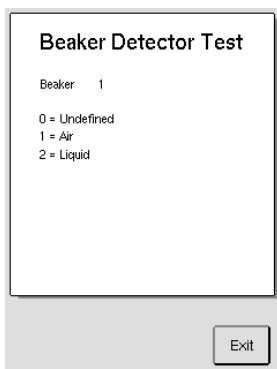 Beaker Detector Test
Beaker 1
0 = Undefined
1 = Air
2 = Liquid
Exit